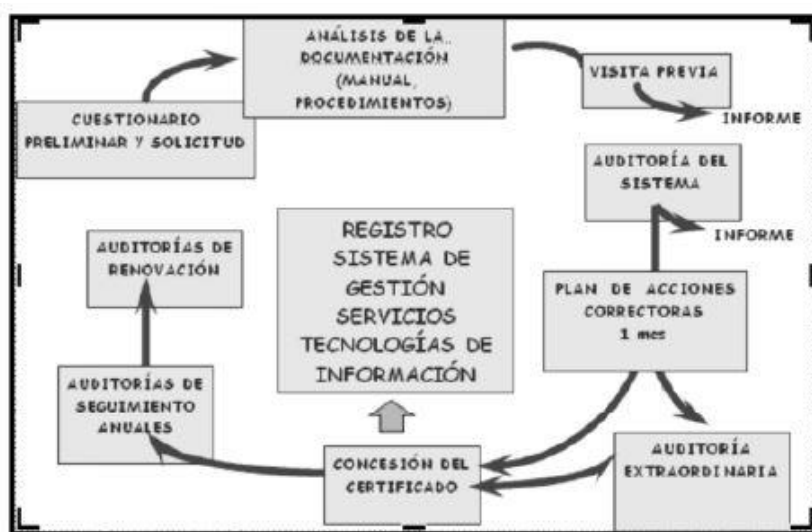 ANÁLISIS DE LA
DOCUMENTACIÓN
(MANUAL,
PROCEDIMIENTOS)
VISITA PREVIA
INFORME
CUESTIONARIO
PRELIMINAR Y SOLICITUD
AUDITORÍA DEL
SISTEMA
INFORME
AUDITORÍAS DE
RENOVACIÓN
REGISTRO
SISTEMA DE
GESTIÓN
SERVICIOS
TECNOLOGÍAS DE
INFORMACIÓN
PLAN DE ACCIONES
CORRECTORAS
1 mes
AUDITORÍAS DE
SEGUIMIENTO
ANUALES
CONCESIÓN DEL
CERTIFICADO
AUDITORÍA
EXTRAORDINARIA